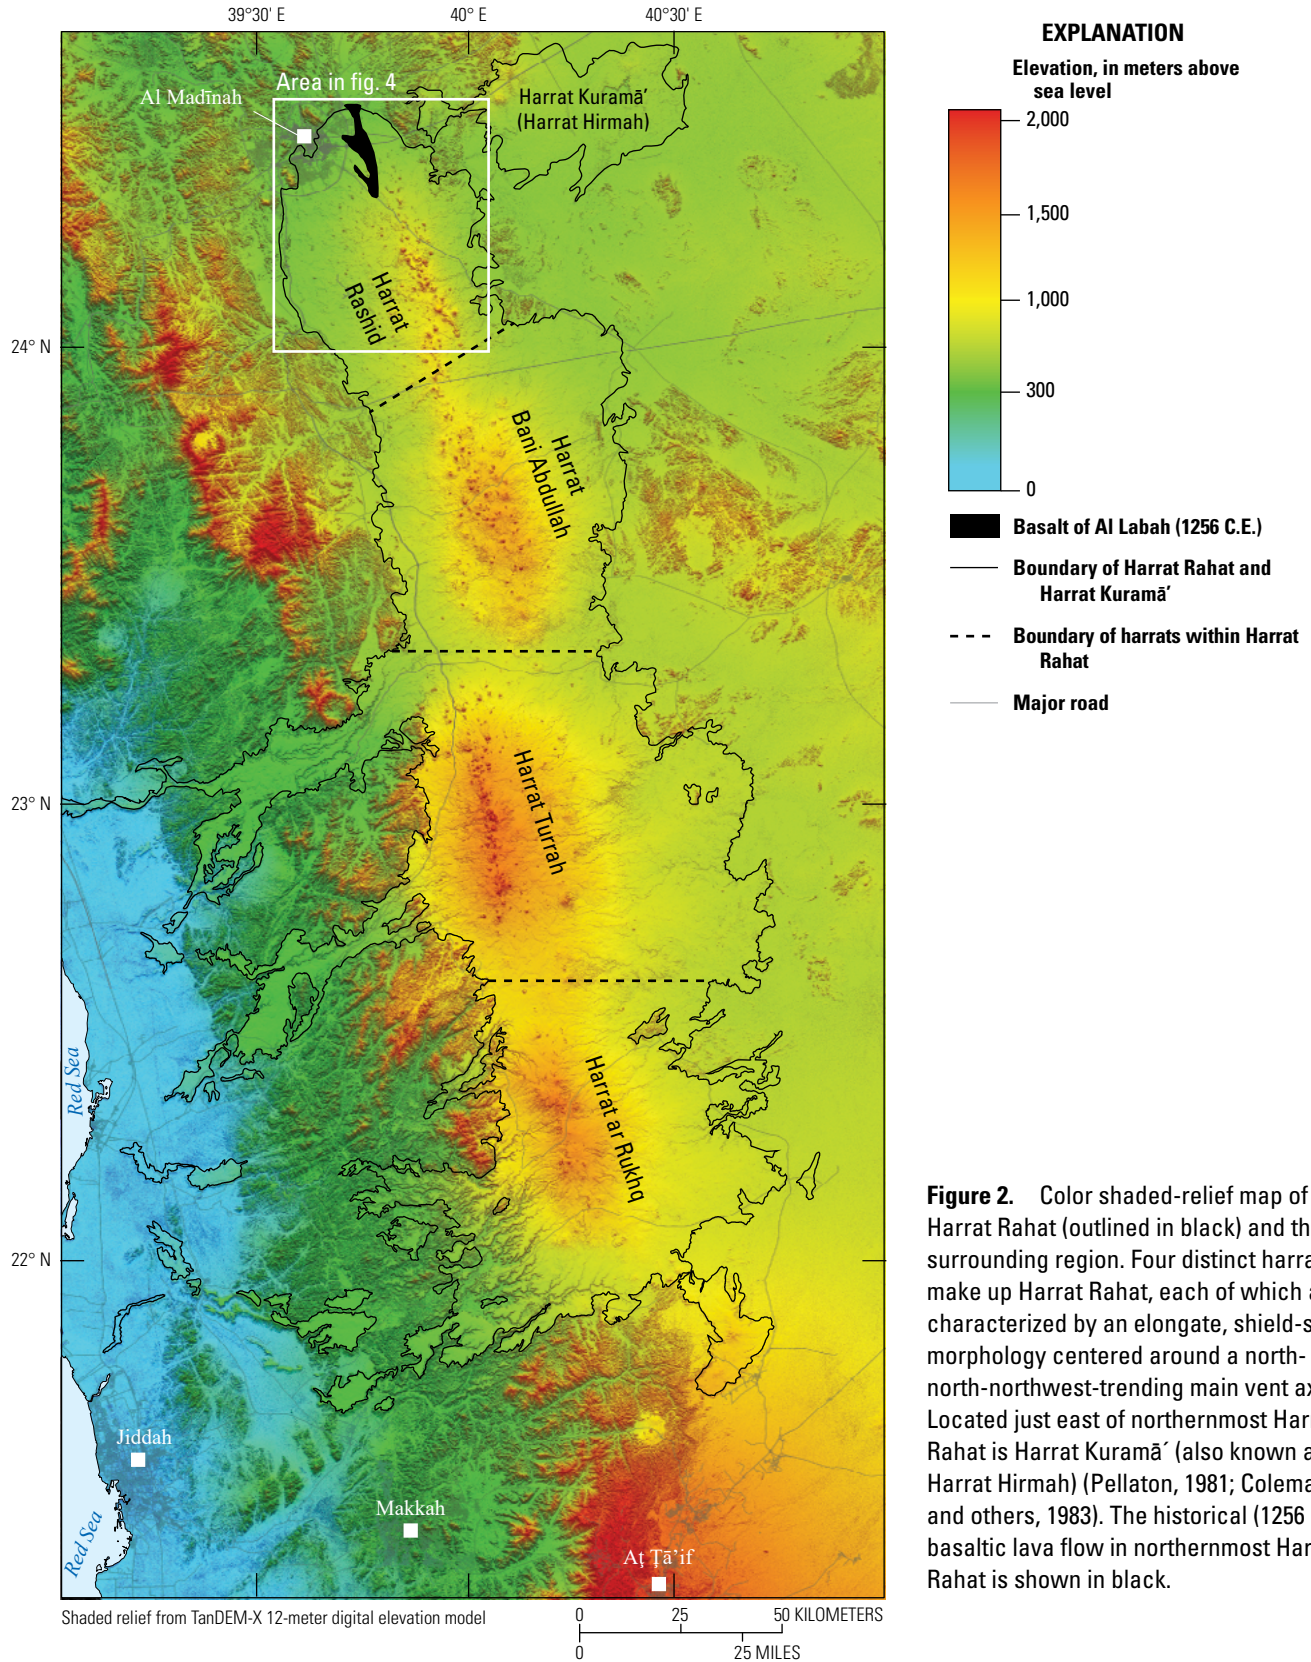 39°30' E
40° E
40°30' E
Area in fig. 4
Al Madīnah
Harrat Kuramā'
(Harrat Hirmah)
Harrat
Rashid
24° N
Harrat
Bani Abdullah
Harrat Turrah
23° N
Harrat ar Rukhq
Red Sea
22° N
Jiddah
Makkah
Red Sea
Aţ Ţā'if
Shaded relief from TanDEM-X 12-meter digital elevation model
0 25 50 KILOMETERS
0 25 MILES
EXPLANATION
Elevation, in meters above
sea level
2,000
1,500
1,000
300
0
Basalt of Al Labah (1256 C.E.)
Boundary of Harrat Rahat and
Harrat Kuramā'
Boundary of harrats within Harrat
Rahat
Major road
Figure 2. Color shaded-relief map of
Harrat Rahat (outlined in black) and th
surrounding region. Four distinct harra
make up Harrat Rahat, each of which a
characterized by an elongate, shield-s
morphology centered around a north-
north-northwest-trending main vent ax
Located just east of northernmost Har
Rahat is Harrat Kuramā´ (also known a
Harrat Hirmah) (Pellaton, 1981; Colema
and others, 1983). The historical (1256
basaltic lava flow in northernmost Har
Rahat is shown in black.